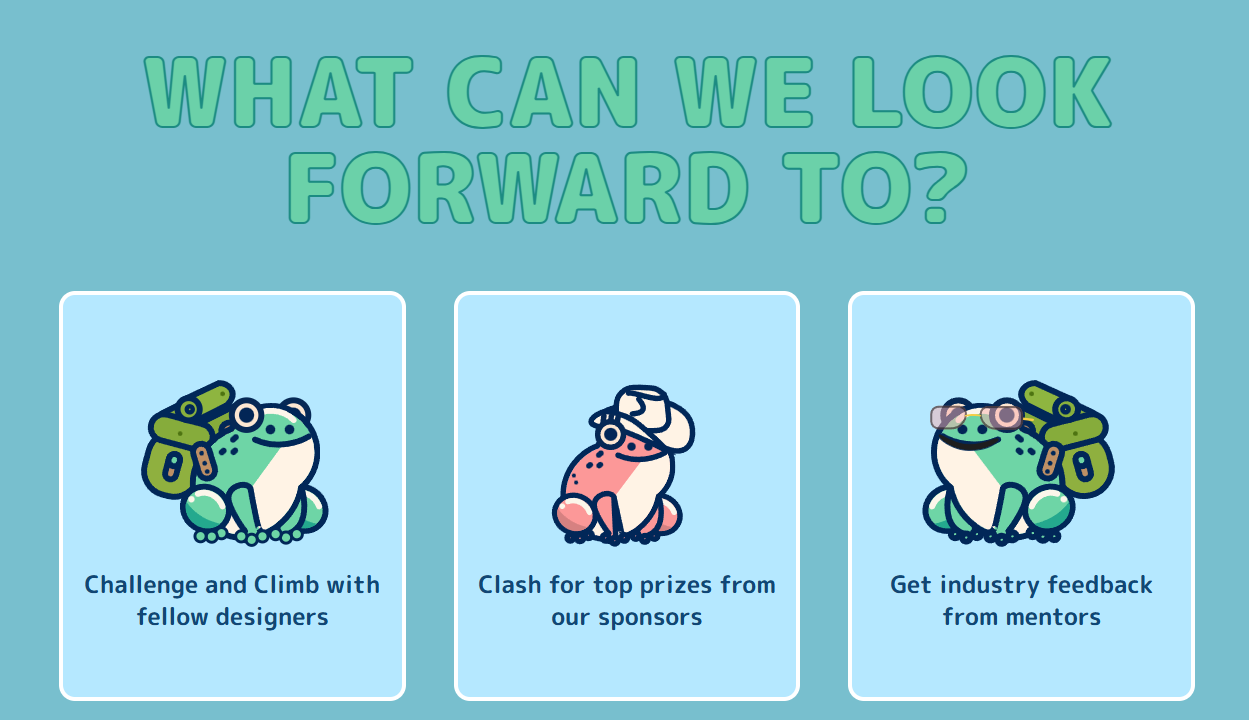 WHAT CAN WE LOOK
FORWARD TO?
Challenge and Climb with
fellow designers
Clash for top prizes from
our sponsors
Get industry feedback
from mentors